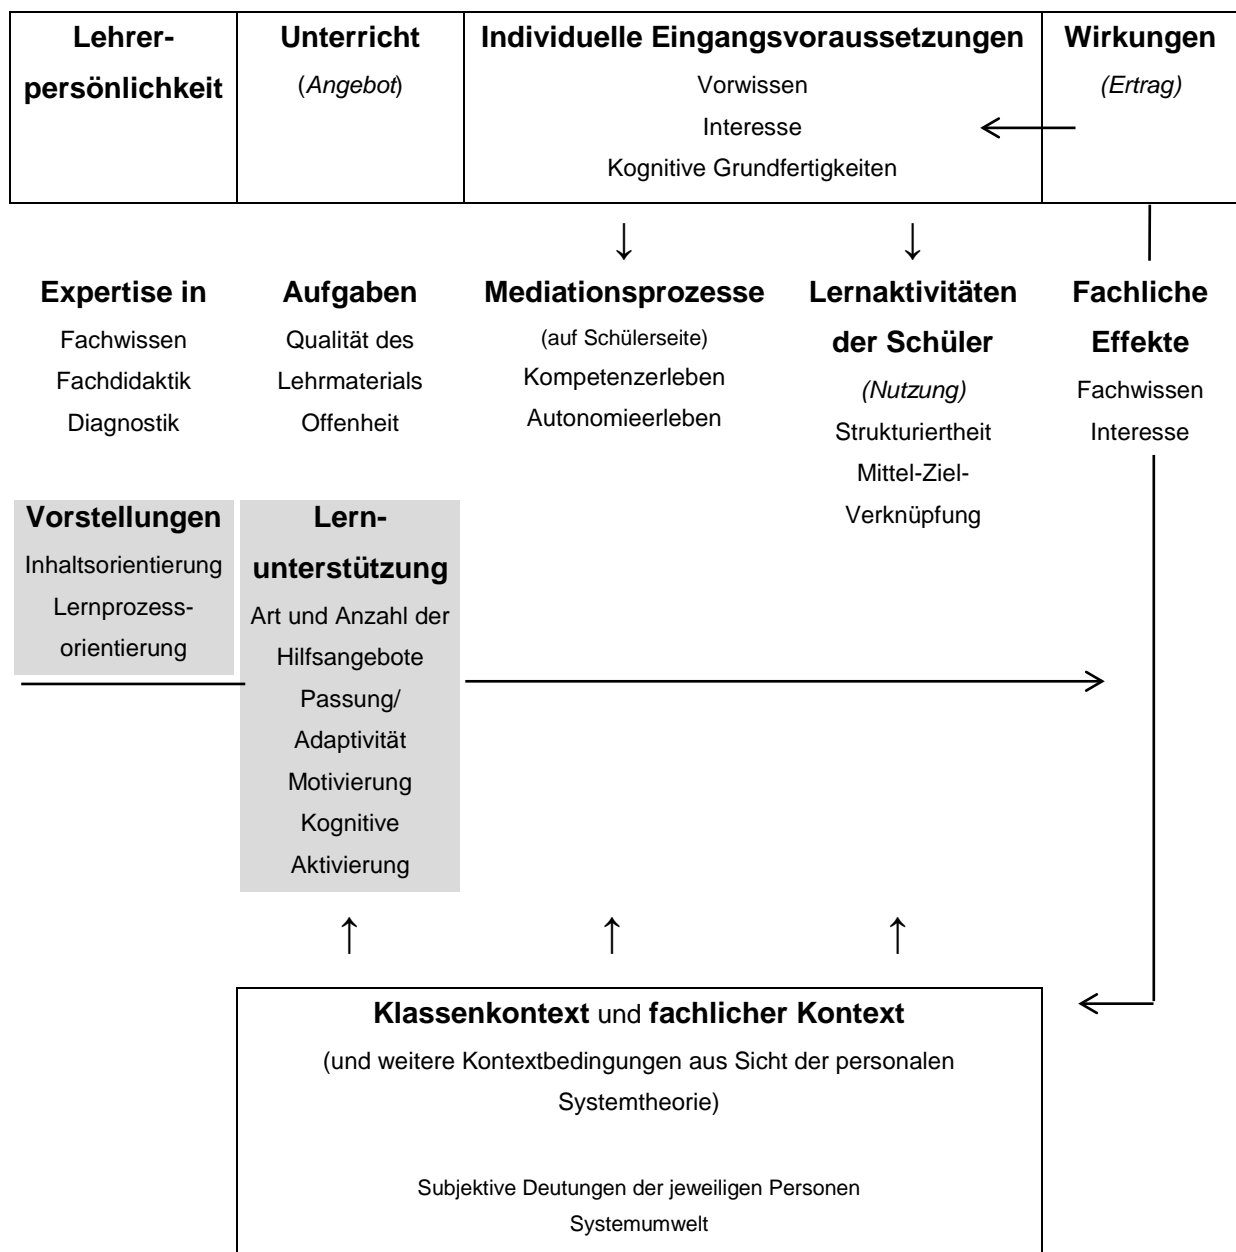 Lehrer-
persönlichkeit
Unterricht
(Angebot)
Individuelle Eingangsvoraussetzungen
Vorwissen
Interesse
Kognitive Grundfertigkeiten
Wirkungen
(Ertrag)
Expertise in
Fachwissen
Fachdidaktik
Diagnostik
Aufgaben
Qualität des
Lehrmaterials
Offenheit
Mediationsprozesse
(auf Schülerseite)
Kompetenzerleben
Autonomieerleben
Lernaktivitäten
der Schüler
(Nutzung)
Strukturiertheit
Mittel-Ziel-
Verknüpfung
Fachliche
Effekte
Fachwissen
Interesse
Vorstellungen
Inhaltsorientierung
Lernprozess-
orientierung
Lern-
unterstützung
Art und Anzahl der
Hilfsangebote
Passung/
Adaptivität
Motivierung
Kognitive
Aktivierung
Klassenkontext und fachlicher Kontext
(und weitere Kontextbedingungen aus Sicht der personalen
Systemtheorie)
Subjektive Deutungen der jeweiligen Personen
Systemumwelt